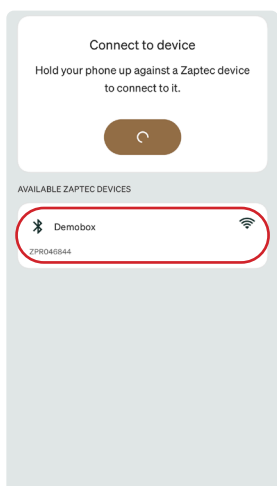 Connect to device
Hold your phone up against a Zaptec device
to connect to it.
AVAILABLE ZAPTEC DEVICES
Demobox
ZPR046844